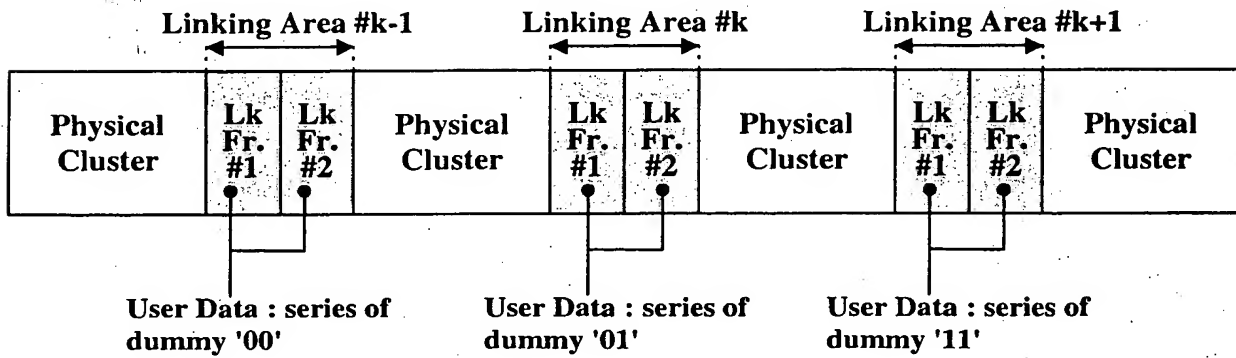 Linking Area #k-1 Linking Area #k Linking Area #k+1
Physical Cluster Lk Fr. #1 Lk Fr. #2 Physical Cluster Lk Fr. #1 Lk Fr. #2 Physical Cluster Lk Fr. #1 Lk Fr. #2 Physical Cluster
User Data : series of User Data : series of User Data : series of
dummy '00' dummy '01' dummy '11'